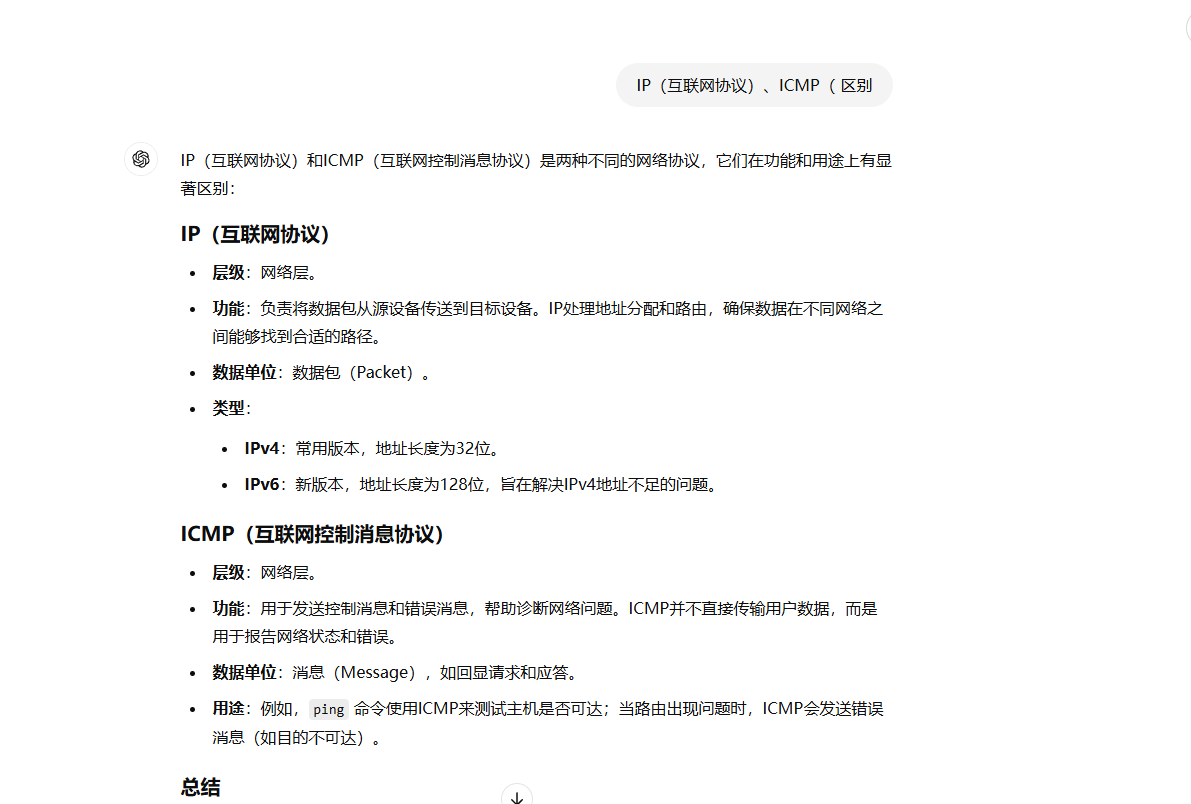 IP（互联网协议）、ICMP（ 区别
IP（互联网协议）和ICMP（互联网控制消息协议）是两种不同的网络协议，它们在功能和用途上有显
著区别：
IP（互联网协议）
层级：网络层。
功能：负责将数据包从源设备传送到目标设备。IP处理地址分配和路由，确保数据在不同网络之
间能够找到合适的路径。
数据单位：数据包（Packet）。
类型：
IPv4：常用版本，地址长度为32位。
IPv6：新版本，地址长度为128位，旨在解决IPv4地址不足的问题。
ICMP（互联网控制消息协议）
层级：网络层。
功能：用于发送控制消息和错误消息，帮助诊断网络问题。ICMP并不直接传输用户数据，而是
用于报告网络状态和错误。
数据单位：消息（Message），如回显请求和应答。
用途：例如，ping 命令使用ICMP来测试主机是否可达；当路由出现问题时，ICMP会发送错误
消息（如目的不可达）。
总结